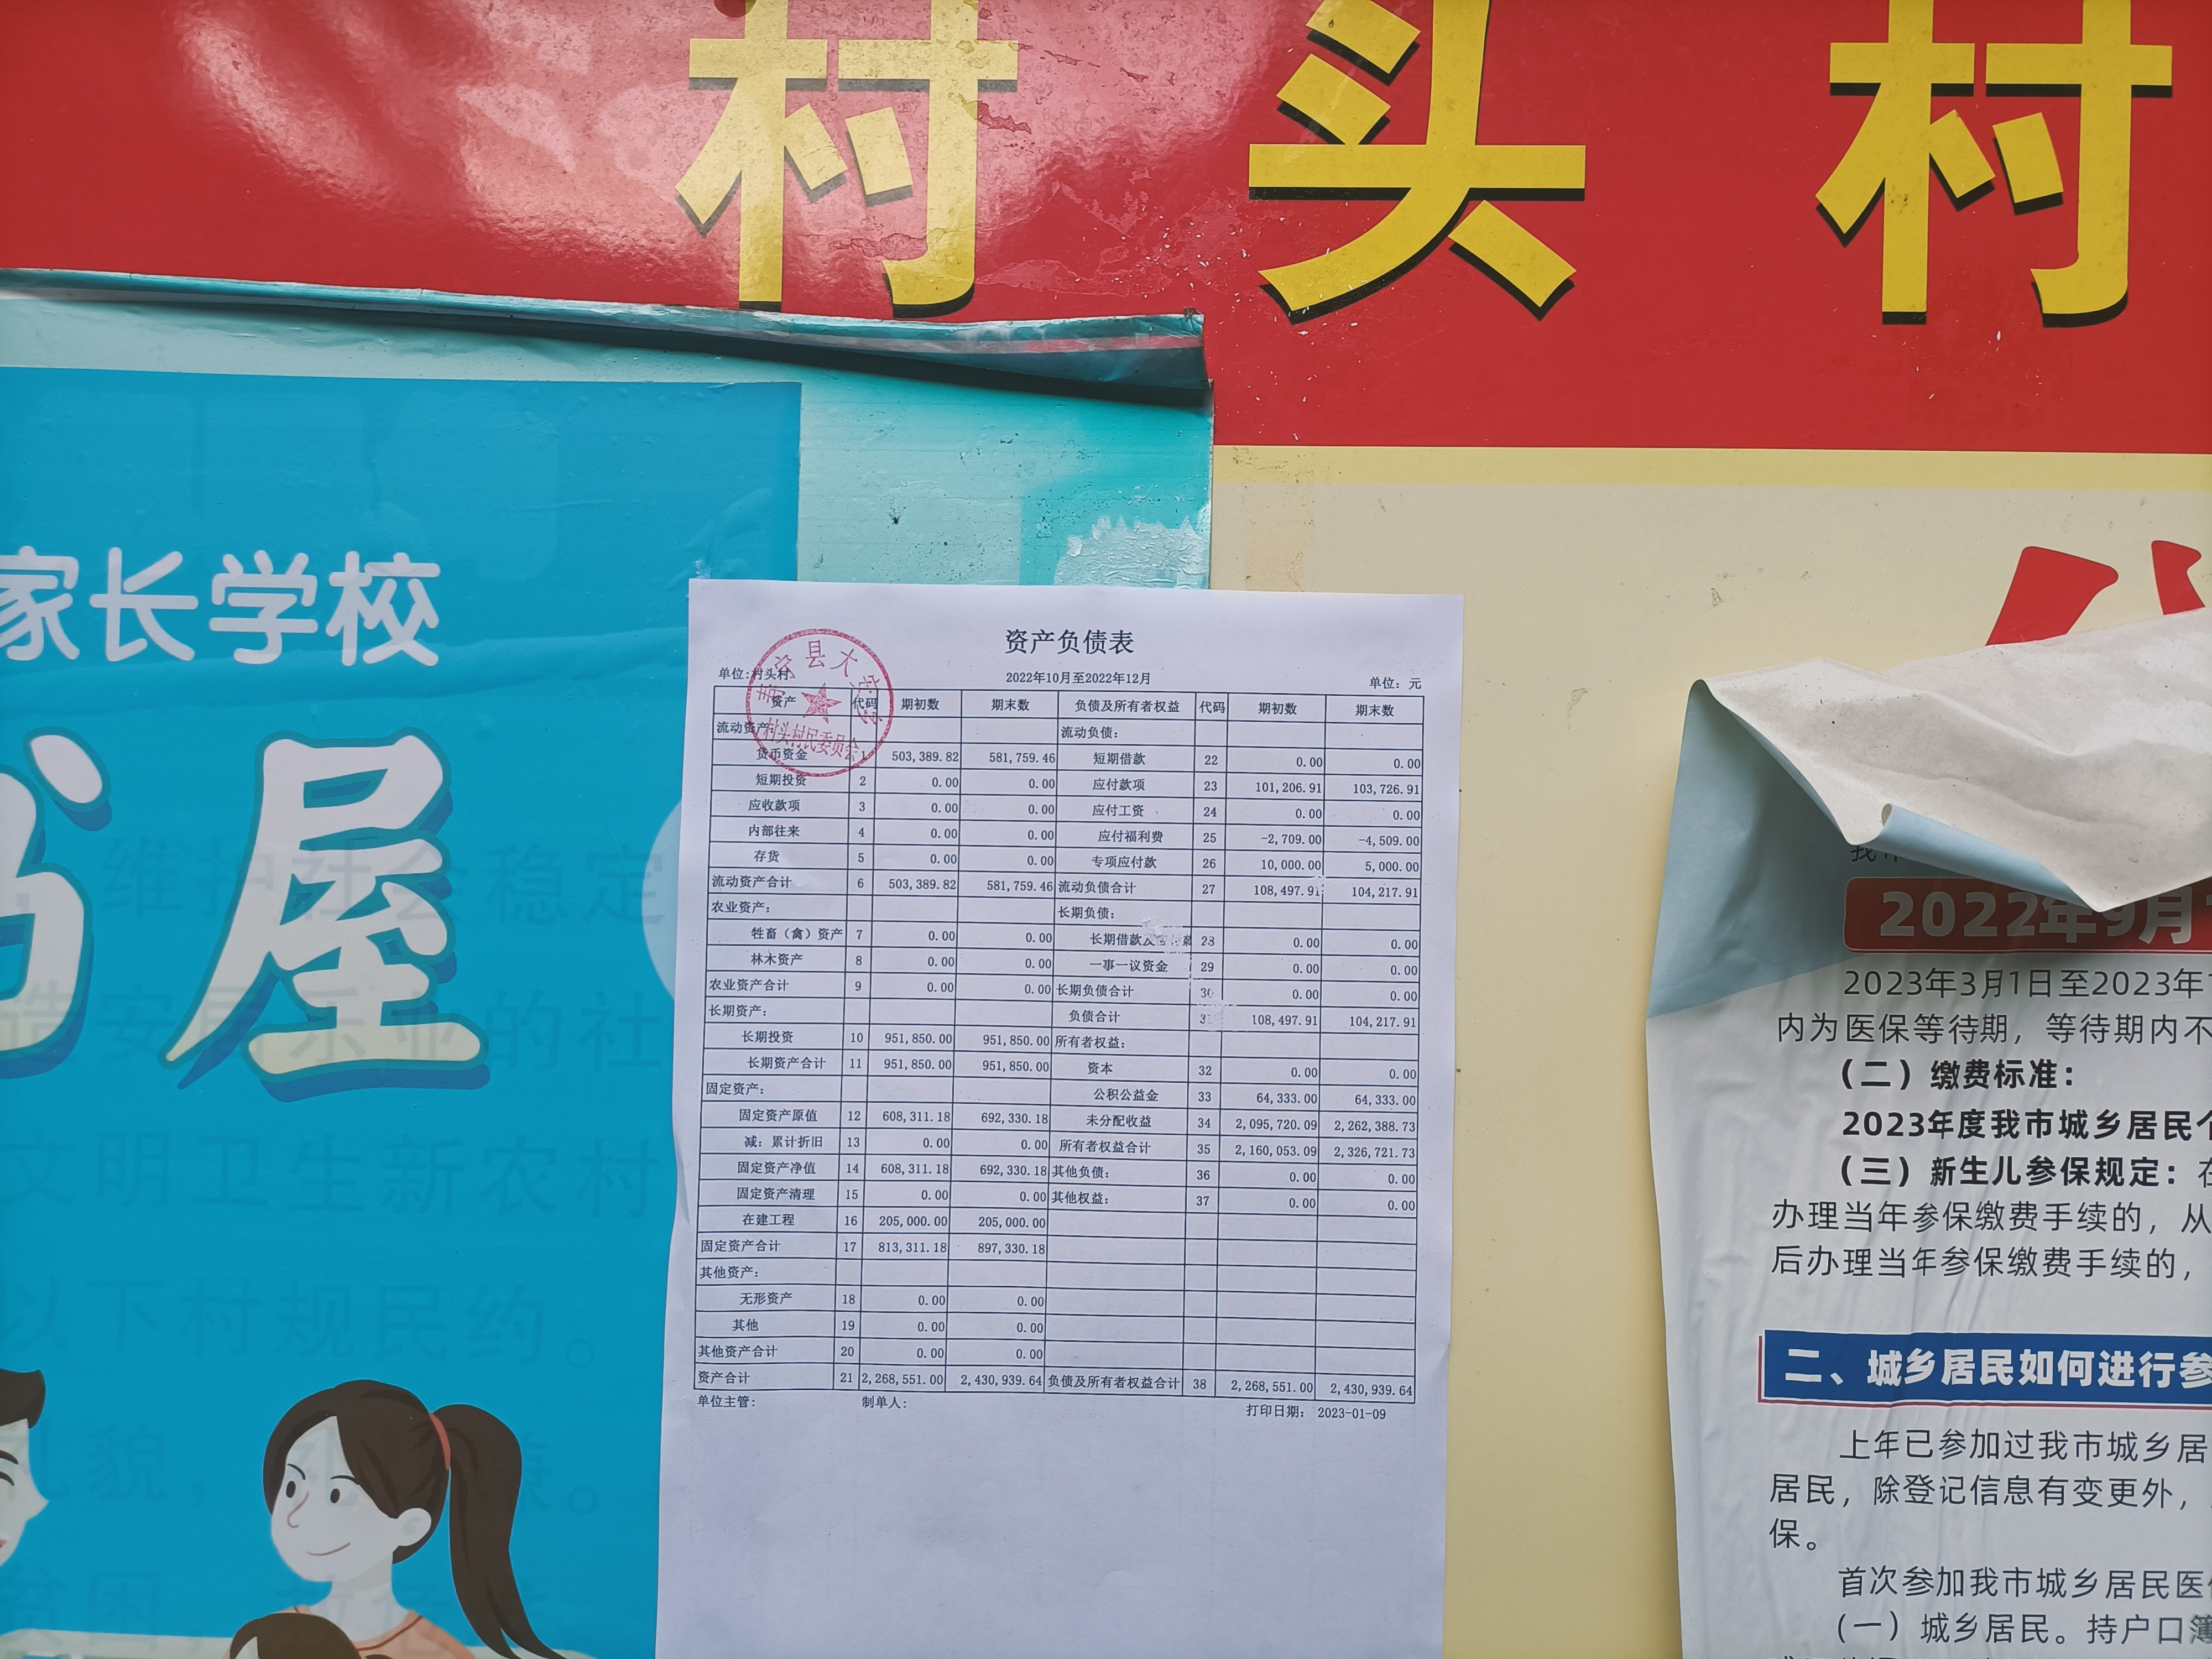 村 头 村
家长学校
屋
维护社会稳定
造安居乐业的社
文明卫生新农村
以下村规民约。
貌，
贫困，
资产负债表
单位:村头村 2022年10月至2022年12月 单位：元
县大
村头村民委员会
资产 代码 期初数 期末数 负债及所有者权益 代码 期初数 期末数
流动资产: 流动负债:
货币资金 1 503,389.82 581,759.46 短期借款 22 0.00 0.00
短期投资 2 0.00 0.00 应付款项 23 101,206.91 103,726.91
应收款项 3 0.00 0.00 应付工资 24 0.00 0.00
内部往来 4 0.00 0.00 应付福利费 25 -2,709.00 -4,509.00
存货 5 0.00 0.00 专项应付款 26 10,000.00 5,000.00
流动资产合计 6 503,389.82 581,759.46 流动负债合计 27 108,497.91 104,217.91
农业资产: 长期负债:
牲畜（禽）资产 7 0.00 0.00 长期借款及 款 28 0.00 0.00
林木资产 8 0.00 0.00 一事一议资金 29 0.00 0.00
农业资产合计 9 0.00 0.00 长期负债合计 30 0.00 0.00
长期资产: 负债合计 3 108,497.91 104,217.91
长期投资 10 951,850.00 951,850.00 所有者权益:
长期资产合计 11 951,850.00 951,850.00 资本 32 0.00 0.00
固定资产: 公积公益金 33 64,333.00 64,333.00
固定资产原值 12 608,311.18 692,330.18 未分配收益 34 2,095,720.09 2,262,388.73
减：累计折旧 13 0.00 0.00 所有者权益合计 35 2,160,053.09 2,326,721.73
固定资产净值 14 608,311.18 692,330.18 其他负债: 36 0.00 0.00
固定资产清理 15 0.00 0.00 其他权益: 37 0.00 0.00
在建工程 16 205,000.00 205,000.00
固定资产合计 17 813,311.18 897,330.18
其他资产:
无形资产 18 0.00 0.00
其他 19 0.00 0.00
其他资产合计 20 0.00 0.00
资产合计 21 2,268,551.00 2,430,939.64 负债及所有者权益合计 38 2,268,551.00 2,430,939.64
单位主管: 制单人: 打印日期: 2023-01-09
2022年9月
2023年3月1日至2023年
内为医保等待期，等待期内不
（二）缴费标准：
2023年度我市城乡居民个
（三）新生儿参保规定：在
办理当年参保缴费手续的，从
后办理当年参保缴费手续的，
二、城乡居民如何进行参
上年已参加过我市城乡居
居民，除登记信息有变更外，
保。
首次参加我市城乡居民医
（一）城乡居民。持户口簿